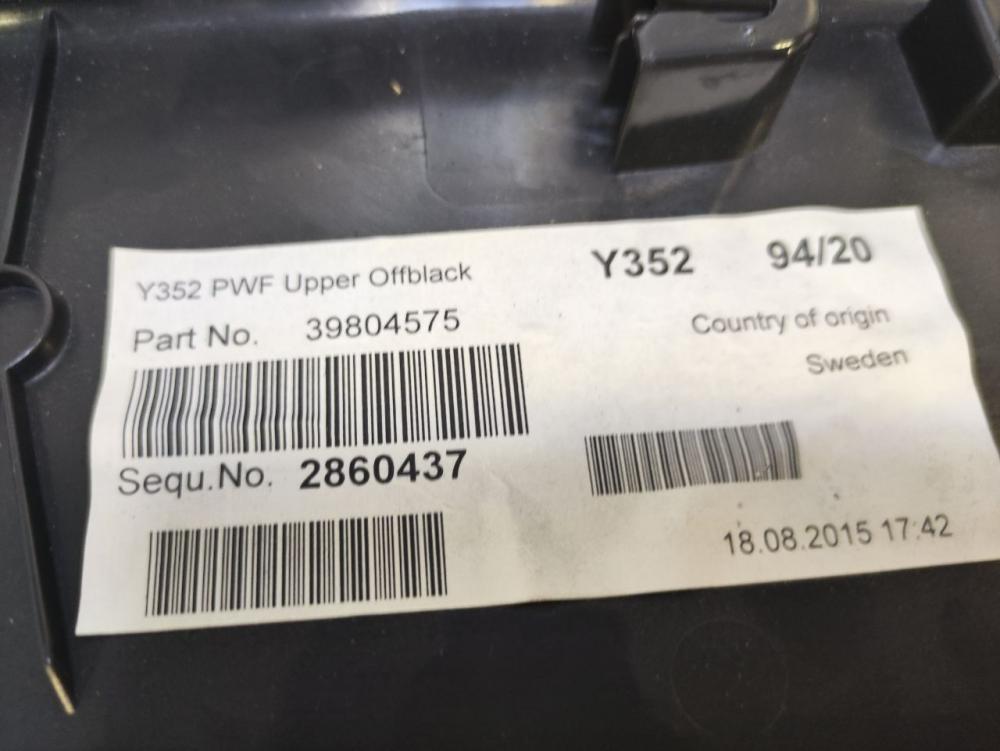 Y352 PWF Upper Offblack
Y352 94/20
Part No. 39804575
Country of origin
Sweden
Sequ.No. 2860437
18.08.2015 17:42